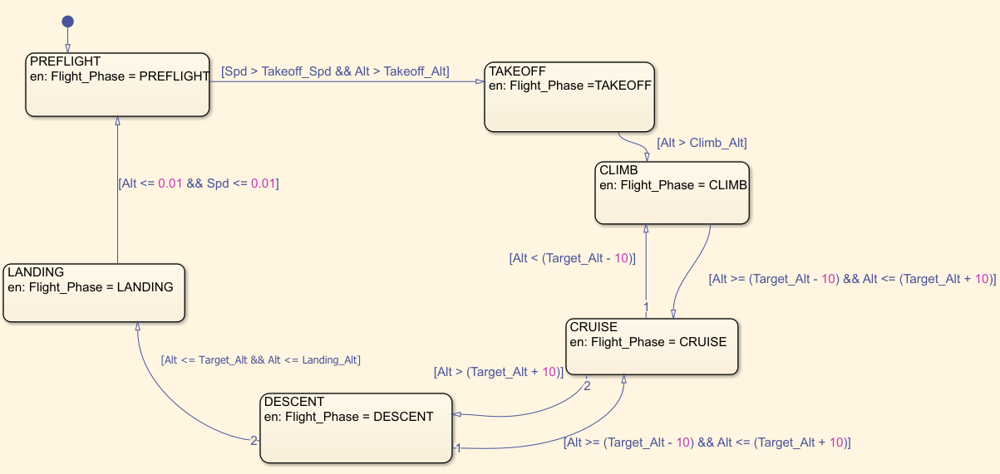 PREFLIGHT
en: Flight_Phase = PREFLIGHT
[Spd > Takeoff_Spd && Alt > Takeoff_Alt]
TAKEOFF
en: Flight_Phase =TAKEOFF
[Alt > Climb_Alt]
CLIMB
en: Flight_Phase = CLIMB
[Alt <= 0.01 && Spd <= 0.01]
[Alt < (Target_Alt - 10)]
[Alt >= (Target_Alt - 10) && Alt <= (Target_Alt + 10)]
LANDING
en: Flight_Phase = LANDING
1
CRUISE
en: Flight_Phase = CRUISE
[Alt <= Target_Alt && Alt <= Landing_Alt]
[Alt > (Target_Alt + 10)]
2
DESCENT
en: Flight_Phase = DESCENT
2
1
[Alt >= (Target_Alt - 10) && Alt <= (Target_Alt + 10)]